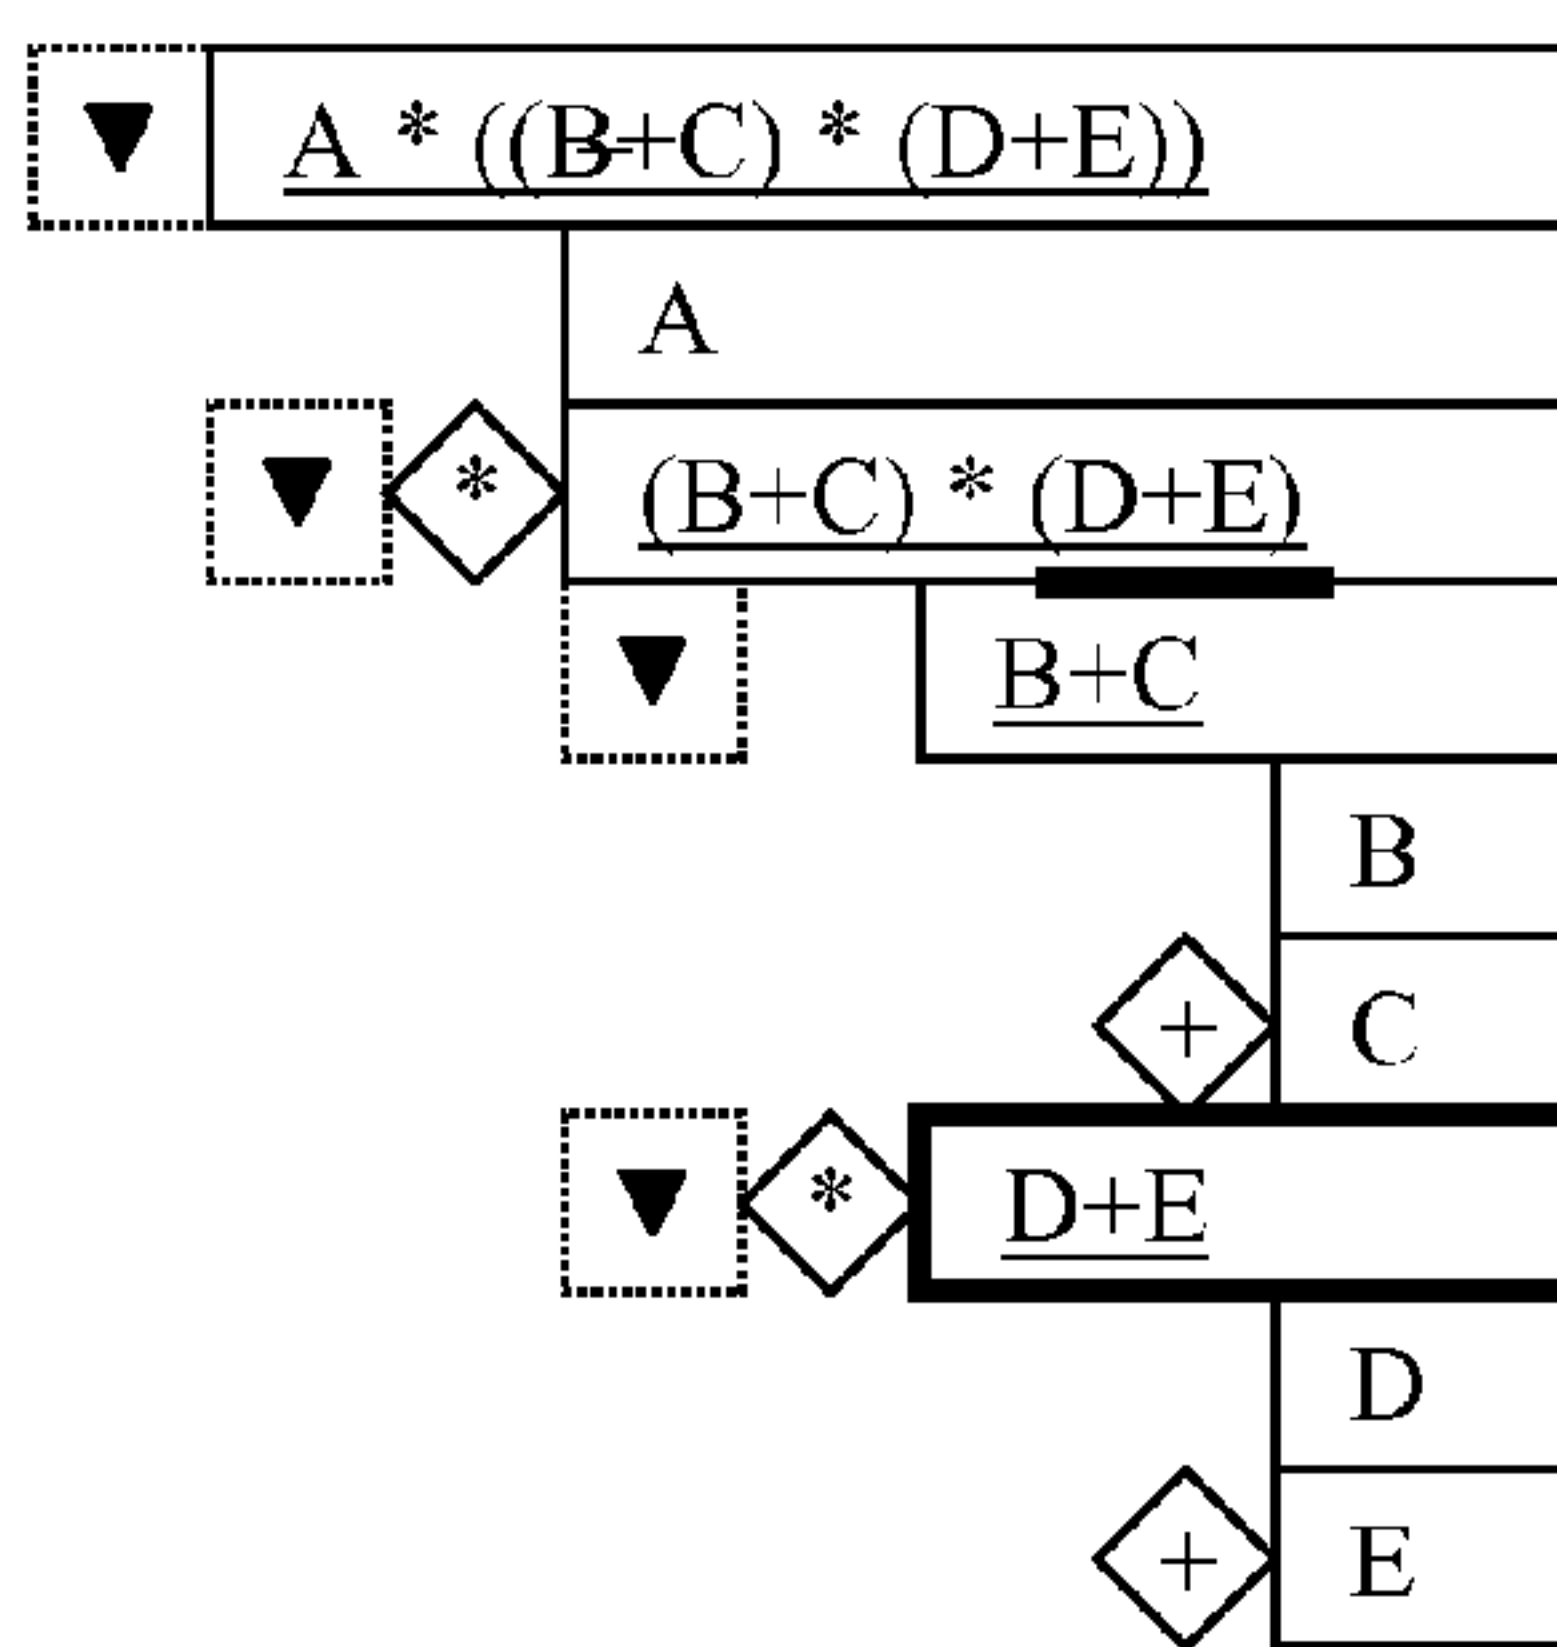 A * ((B+C) * (D+E))
A
* (B+C) * (D+E)
B+C
B
+ C
* D+E
D
+ E